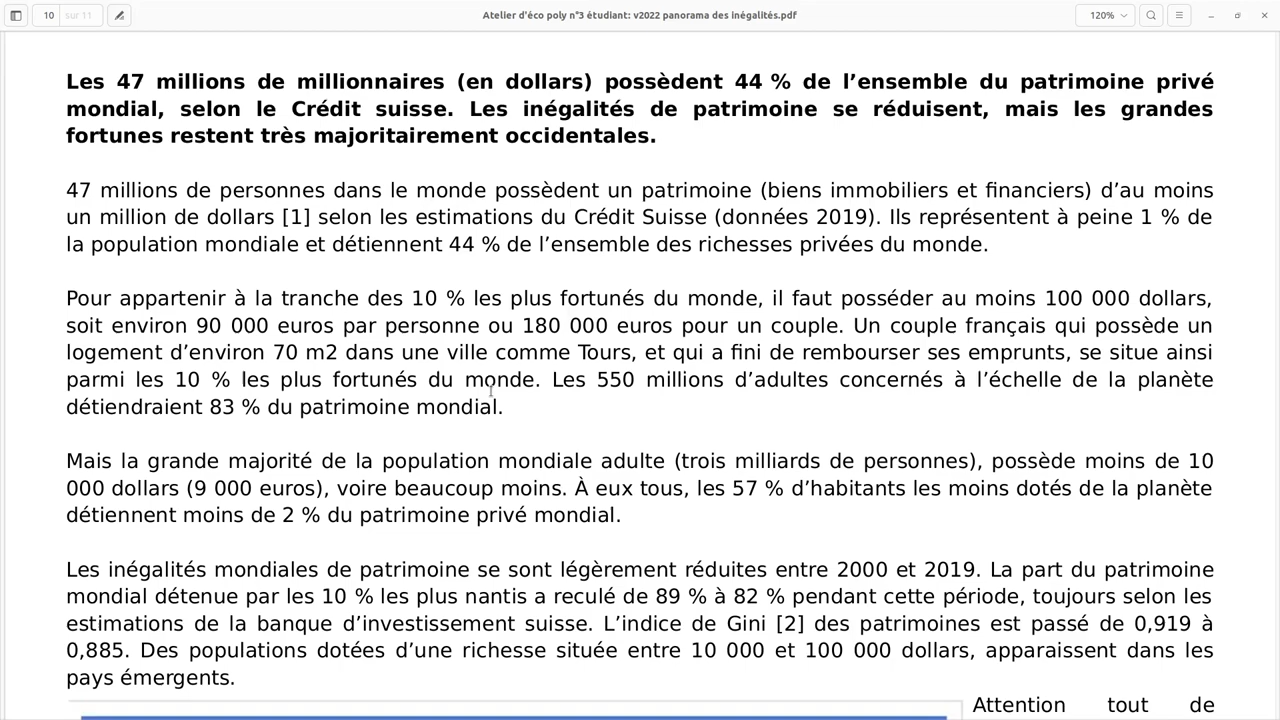 10 sur 11
Atelier d'éco poly n°3 étudiant: v2022 panorama des inégalités.pdf
120%
Les 47 millions de millionnaires (en dollars) possèdent 44 % de l’ensemble du patrimoine privé
mondial, selon le Crédit suisse. Les inégalités de patrimoine se réduisent, mais les grandes
fortunes restent très majoritairement occidentales.
47 millions de personnes dans le monde possèdent un patrimoine (biens immobiliers et financiers) d’au moins
un million de dollars [1] selon les estimations du Crédit Suisse (données 2019). Ils représentent à peine 1 % de
la population mondiale et détiennent 44 % de l’ensemble des richesses privées du monde.
Pour appartenir à la tranche des 10 % les plus fortunés du monde, il faut posséder au moins 100 000 dollars,
soit environ 90 000 euros par personne ou 180 000 euros pour un couple. Un couple français qui possède un
logement d’environ 70 m2 dans une ville comme Tours, et qui a fini de rembourser ses emprunts, se situe ainsi
parmi les 10 % les plus fortunés du monde. Les 550 millions d’adultes concernés à l’échelle de la planète
détiendraient 83 % du patrimoine mondial.
Mais la grande majorité de la population mondiale adulte (trois milliards de personnes), possède moins de 10
000 dollars (9 000 euros), voire beaucoup moins. À eux tous, les 57 % d’habitants les moins dotés de la planète
détiennent moins de 2 % du patrimoine privé mondial.
Les inégalités mondiales de patrimoine se sont légèrement réduites entre 2000 et 2019. La part du patrimoine
mondial détenue par les 10 % les plus nantis a reculé de 89 % à 82 % pendant cette période, toujours selon les
estimations de la banque d’investissement suisse. L’indice de Gini [2] des patrimoines est passé de 0,919 à
0,885. Des populations dotées d’une richesse située entre 10 000 et 100 000 dollars, apparaissent dans les
pays émergents.
Attention tout de